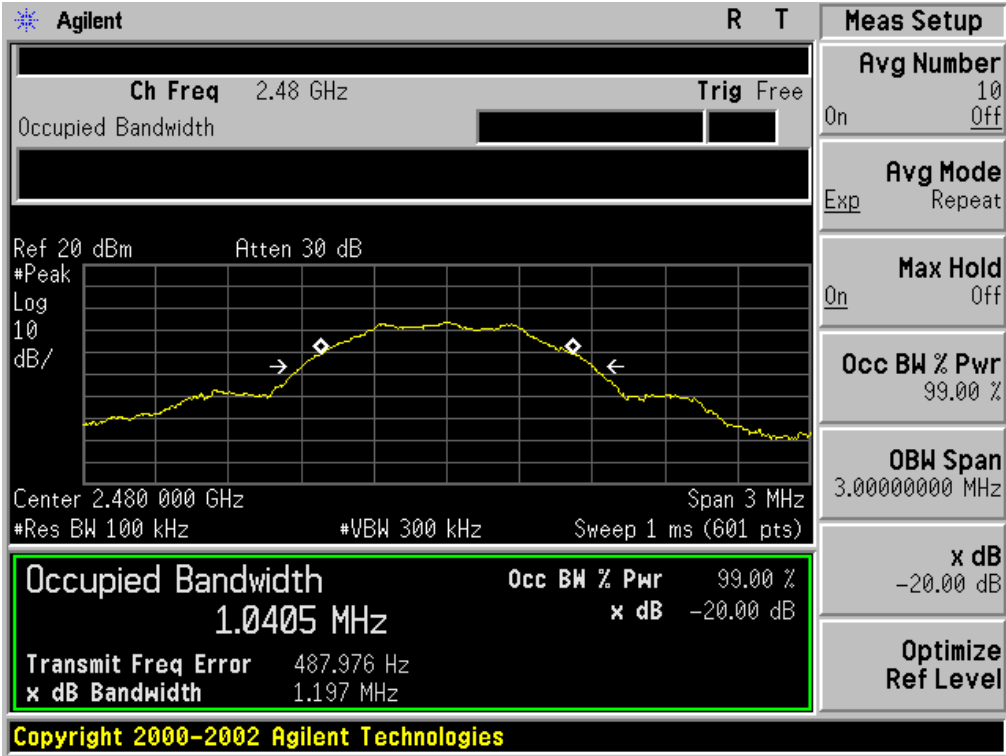 Agilent R T
Ch Freq 2.48 GHz Trig Free
Occupied Bandwidth
Ref 20 dBm Atten 30 dB
#Peak
Log
10
dB/
Center 2.480 000 GHz Span 3 MHz
#Res BW 100 kHz #VBW 300 kHz Sweep 1 ms (601 pts)
Occupied Bandwidth Occ BW % Pwr 99.00 %
1.0405 MHz x dB -20.00 dB
Transmit Freq Error 487.976 Hz
x dB Bandwidth 1.197 MHz
Copyright 2000-2002 Agilent Technologies
Meas Setup
Avg Number
10
On Off
Avg Mode
Exp Repeat
Max Hold
On Off
Occ BW % Pwr
99.00 %
OBW Span
3.00000000 MHz
x dB
-20.00 dB
Optimize
Ref Level